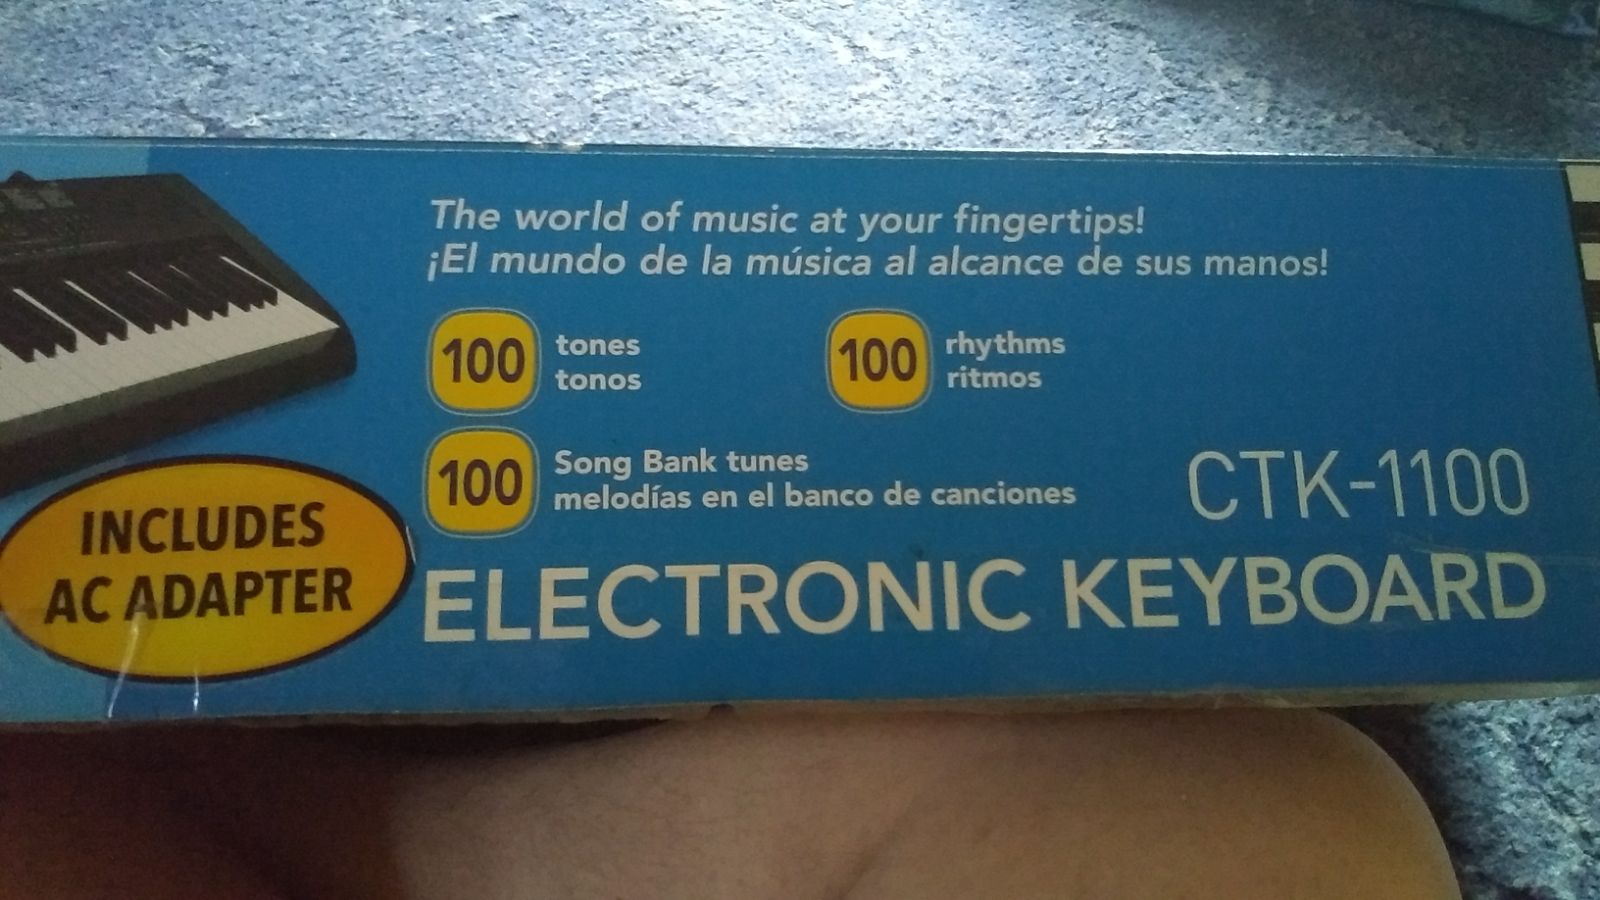 The world of music at your fingertips!
¡El mundo de la música al alcance de sus manos!
100 tones
tonos
100 rhythms
ritmos
100 Song Bank tunes
melodías en el banco de canciones
CTK-1100
INCLUDES
AC ADAPTER
ELECTRONIC KEYBOARD